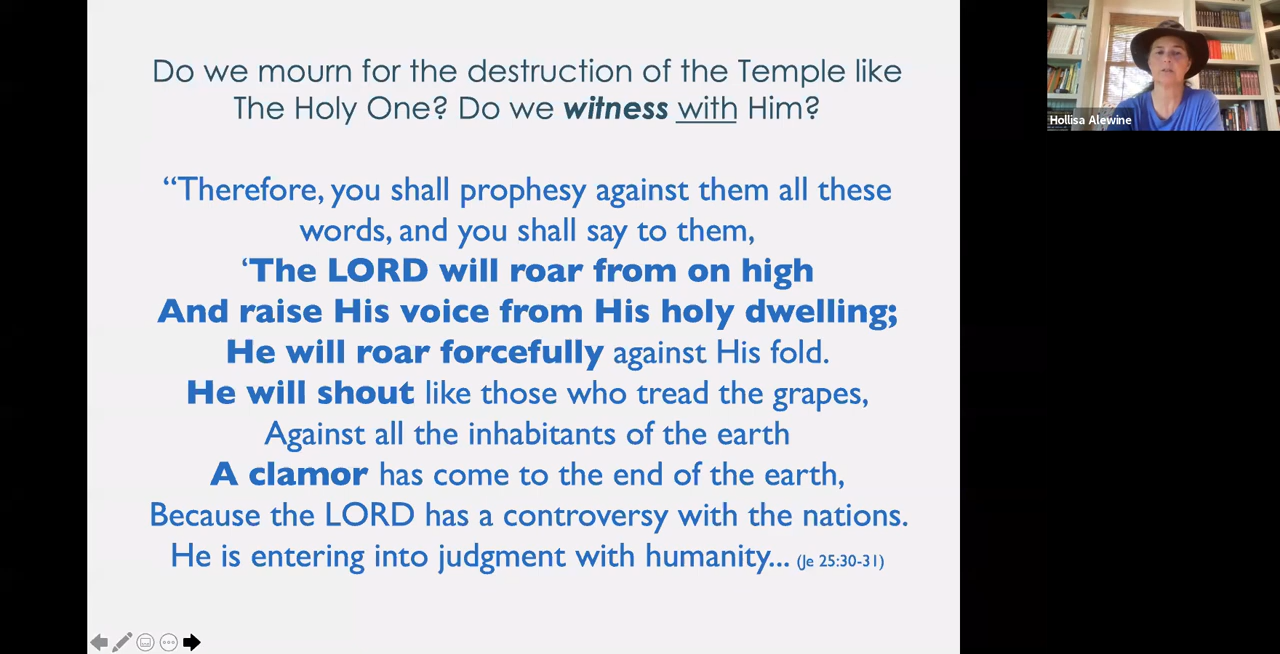 Do we mourn for the destruction of the Temple like
The Holy One? Do we witness with Him?
“Therefore, you shall prophesy against them all these
words, and you shall say to them,
‘The LORD will roar from on high
And raise His voice from His holy dwelling;
He will roar forcefully against His fold.
He will shout like those who tread the grapes,
Against all the inhabitants of the earth
A clamor has come to the end of the earth,
Because the LORD has a controversy with the nations.
He is entering into judgment with humanity... (Je 25:30-31)
Hollisa Alewine